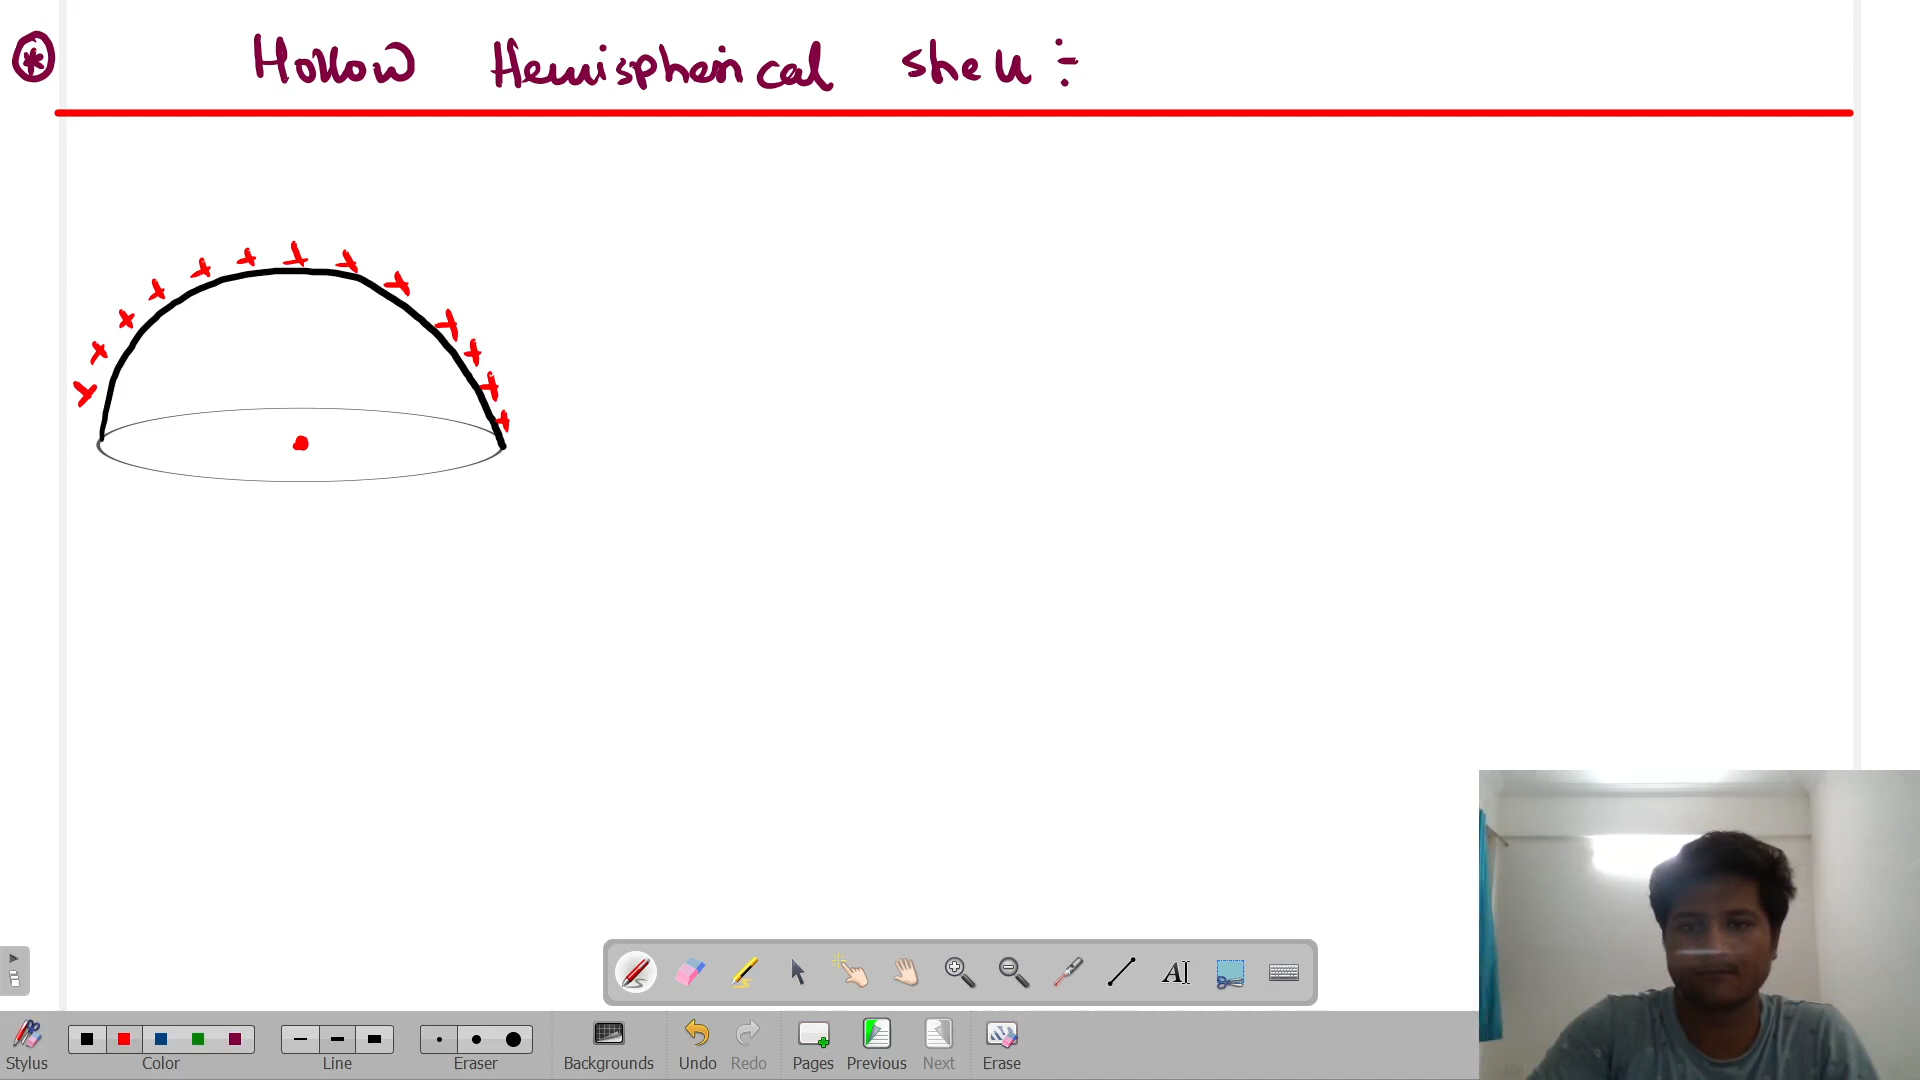 Hollow Hemispherical shell :-
Stylus Color Line Eraser Backgrounds Undo Redo Pages Previous Next Erase